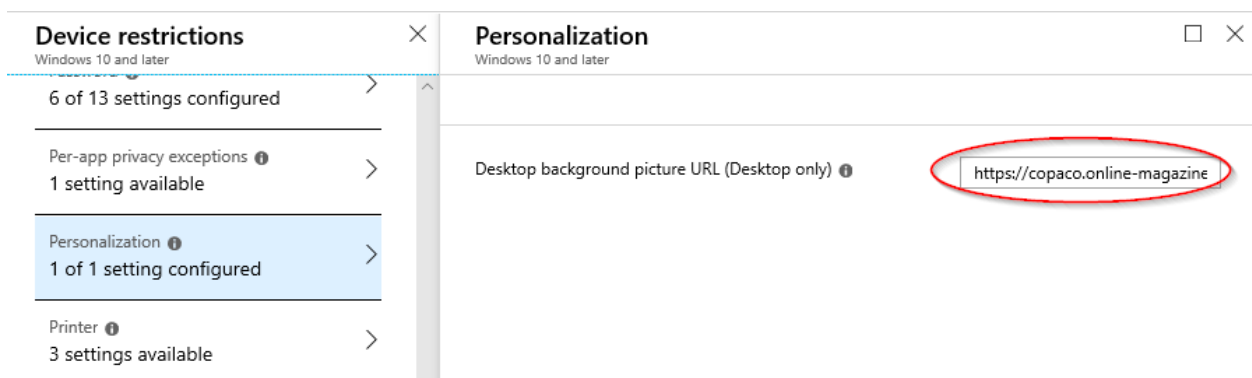 Device restrictions
Windows 10 and later
6 of 13 settings configured
Per-app privacy exceptions
1 setting available
Personalization
1 of 1 setting configured
Printer
3 settings available
Personalization
Windows 10 and later
Desktop background picture URL (Desktop only)
https://copaco.online-magazine